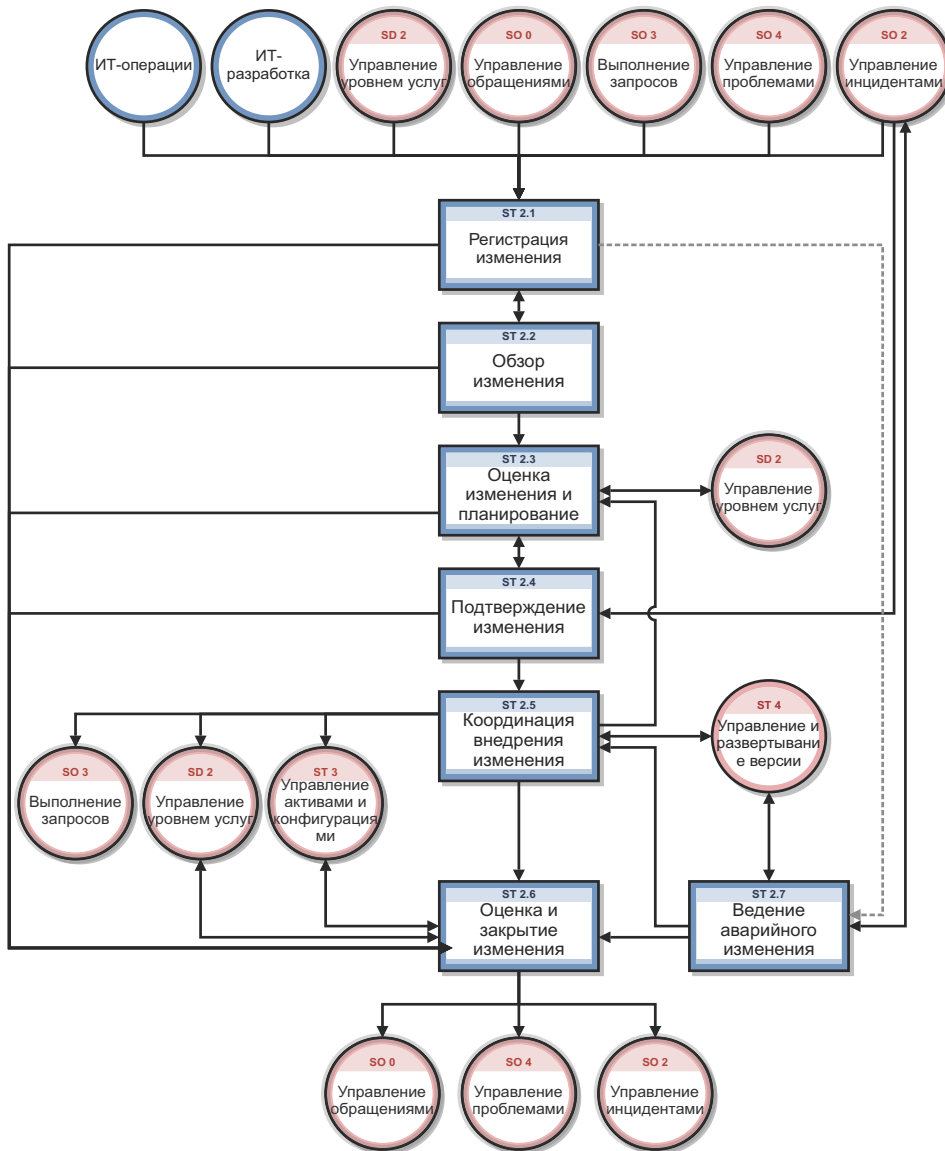 ИТ-операции
ИТ-
разработка
SD 2
Управление
уровнем услуг
SO 0
Управление
обращениями
SO 3
Выполнение
запросов
SO 4
Управление
проблемами
SO 2
Управление
инцидентами
ST 2.1
Регистрация
изменения
ST 2.2
Обзор
изменения
ST 2.3
Оценка
изменения и
планирование
SD 2
Управление
уровнем услуг
ST 2.4
Подтверждение
изменения
ST 2.5
Координация
внедрения
изменения
ST 4
Управление и
развертывани
е версии
SO 3
Выполнение
запросов
SD 2
Управление
уровнем услуг
ST 3
Управление
активами и
конфигурация
ми
ST 2.6
Оценка и
закрытие
изменения
ST 2.7
Ведение
аварийного
изменения
SO 0
Управление
обращениями
SO 4
Управление
проблемами
SO 2
Управление
инцидентами